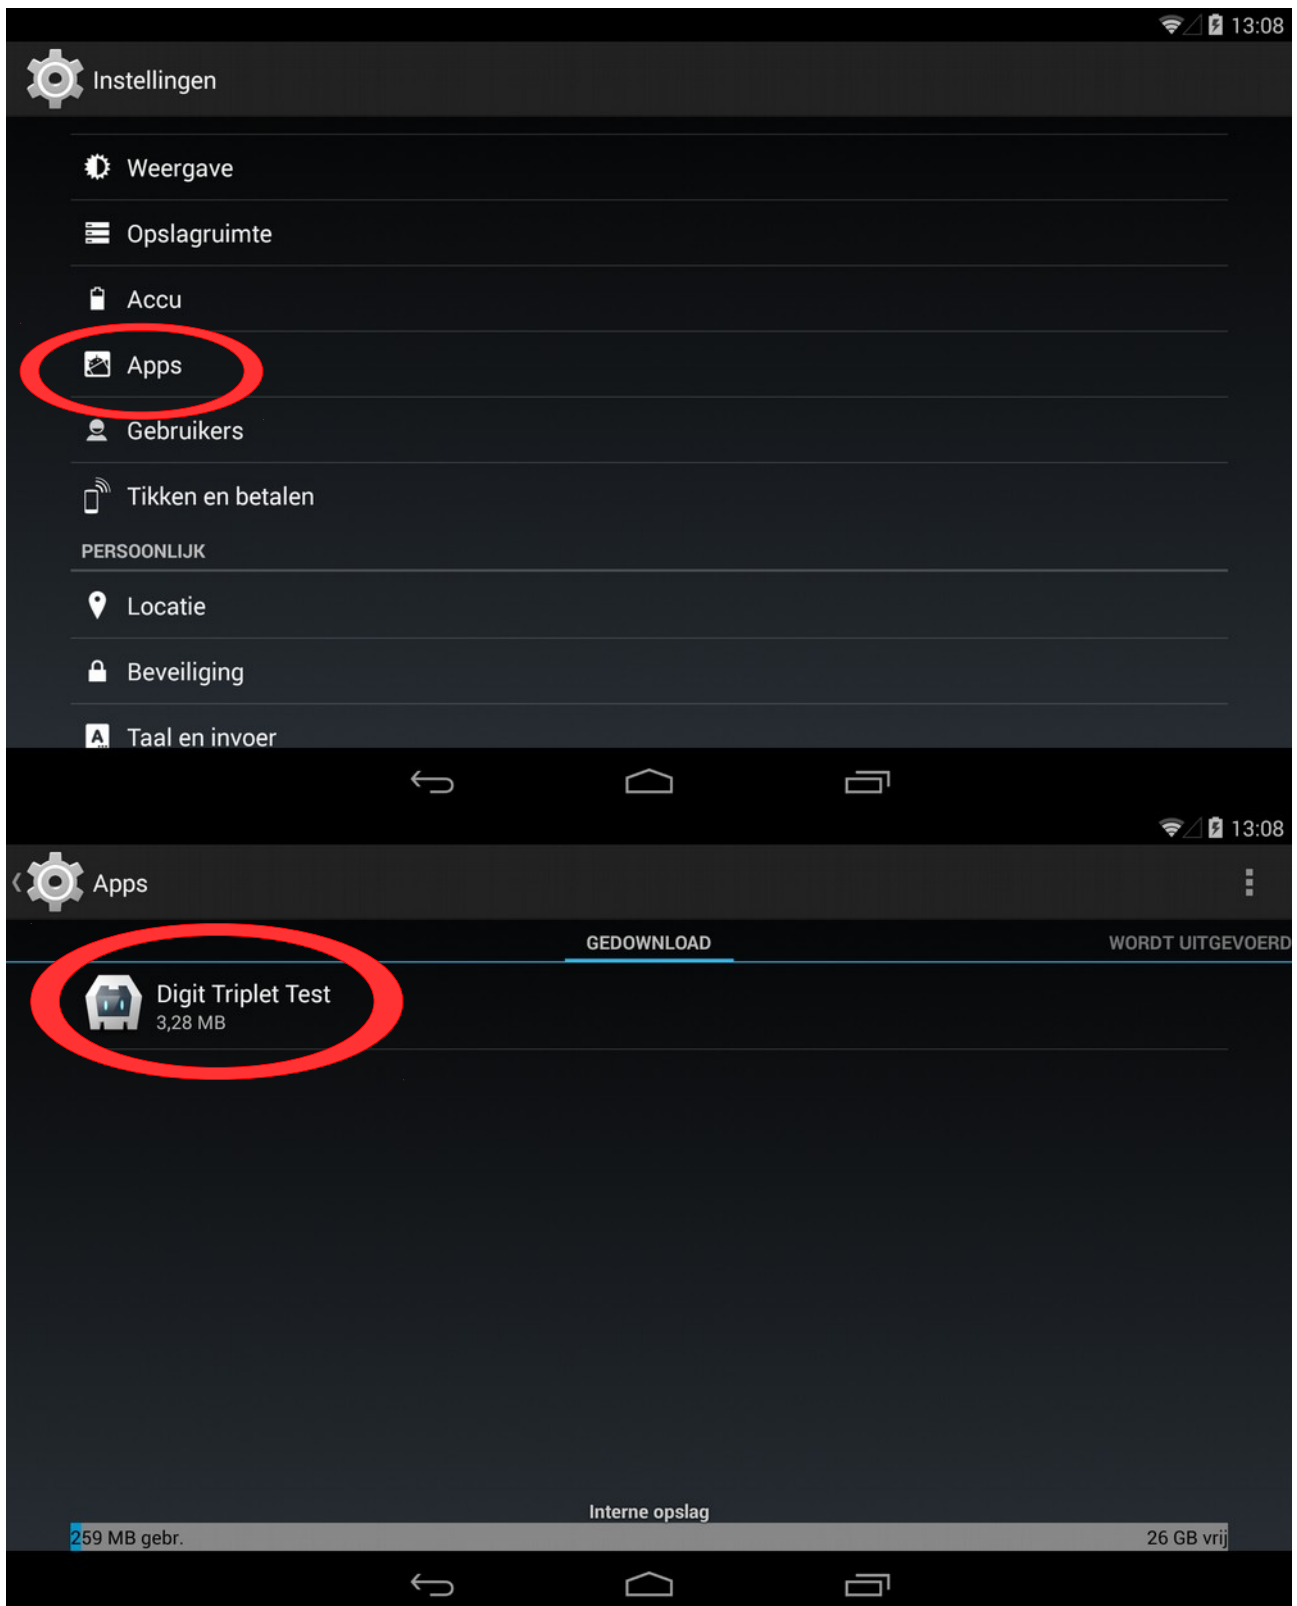 13:08
Instellingen
Weergave
Opslagruimte
Accu
Apps
Gebruikers
Tikken en betalen
PERSOONLIJK
Locatie
Beveiliging
Taal en invoer
13:08
Apps
GEDOWNLOAD WORDT UITGEVOERD
Digit Triplet Test
3,28 MB
Interne opslag
259 MB gebr. 26 GB vrij